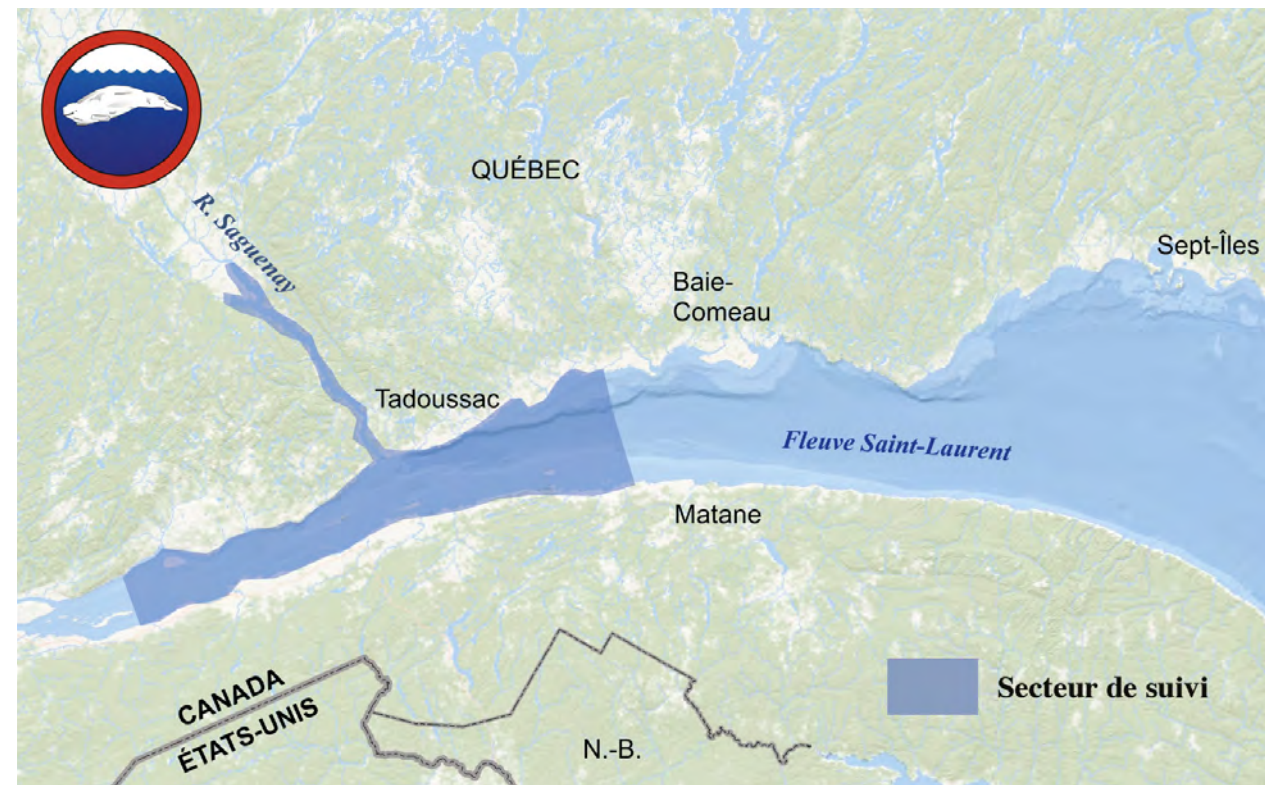 QUÉBEC
R. Saguenay
Sept-Îles
Baie-
Comeau
Tadoussac
Fleuve Saint-Laurent
Matane
CANADA
ÉTATS-UNIS
N.-B.
Secteur de suivi